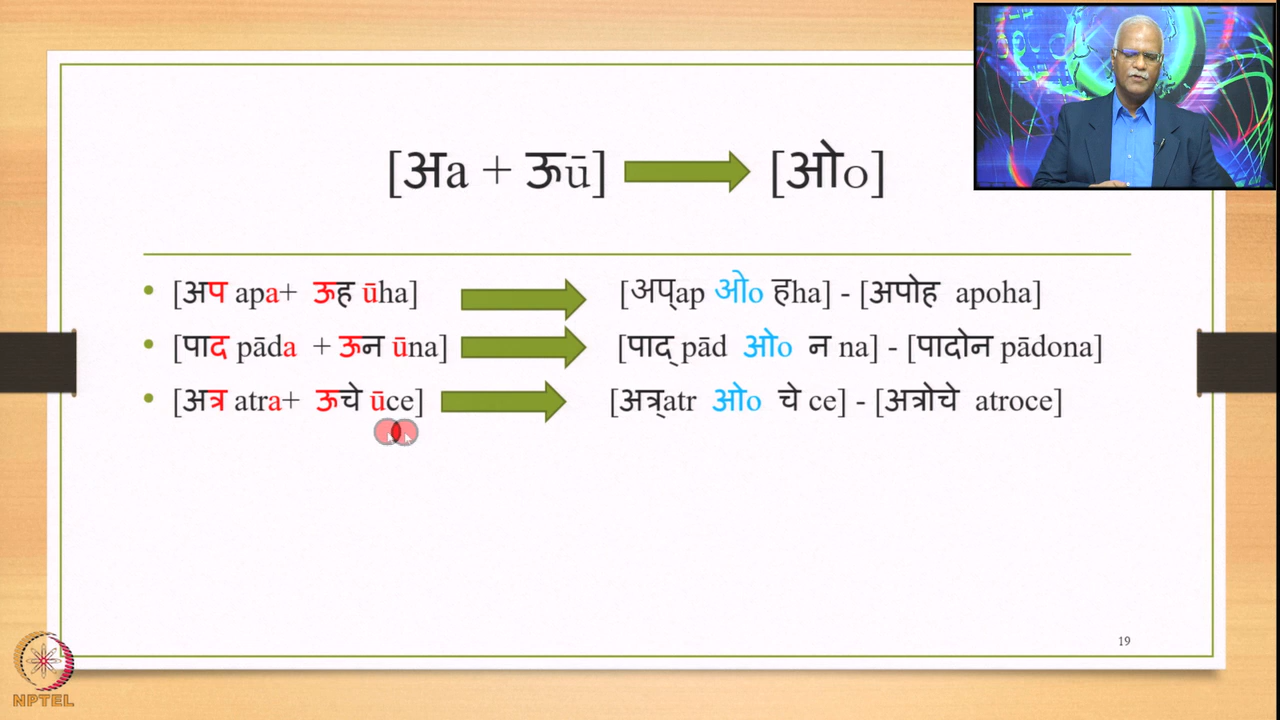 [अa + ऊū] [ओo]
• [अप apa+ ऊह ūha] [अप्ap ओo हha] - [अपोह apoha]
• [पाद pāda + ऊन ūna] [पाद् pād ओo न na] - [पादोन pādona]
• [अत्र atra+ ऊचे ūce] [अत्र्atr ओo चे ce] - [अत्रोचे atroce]
19
NPTEL